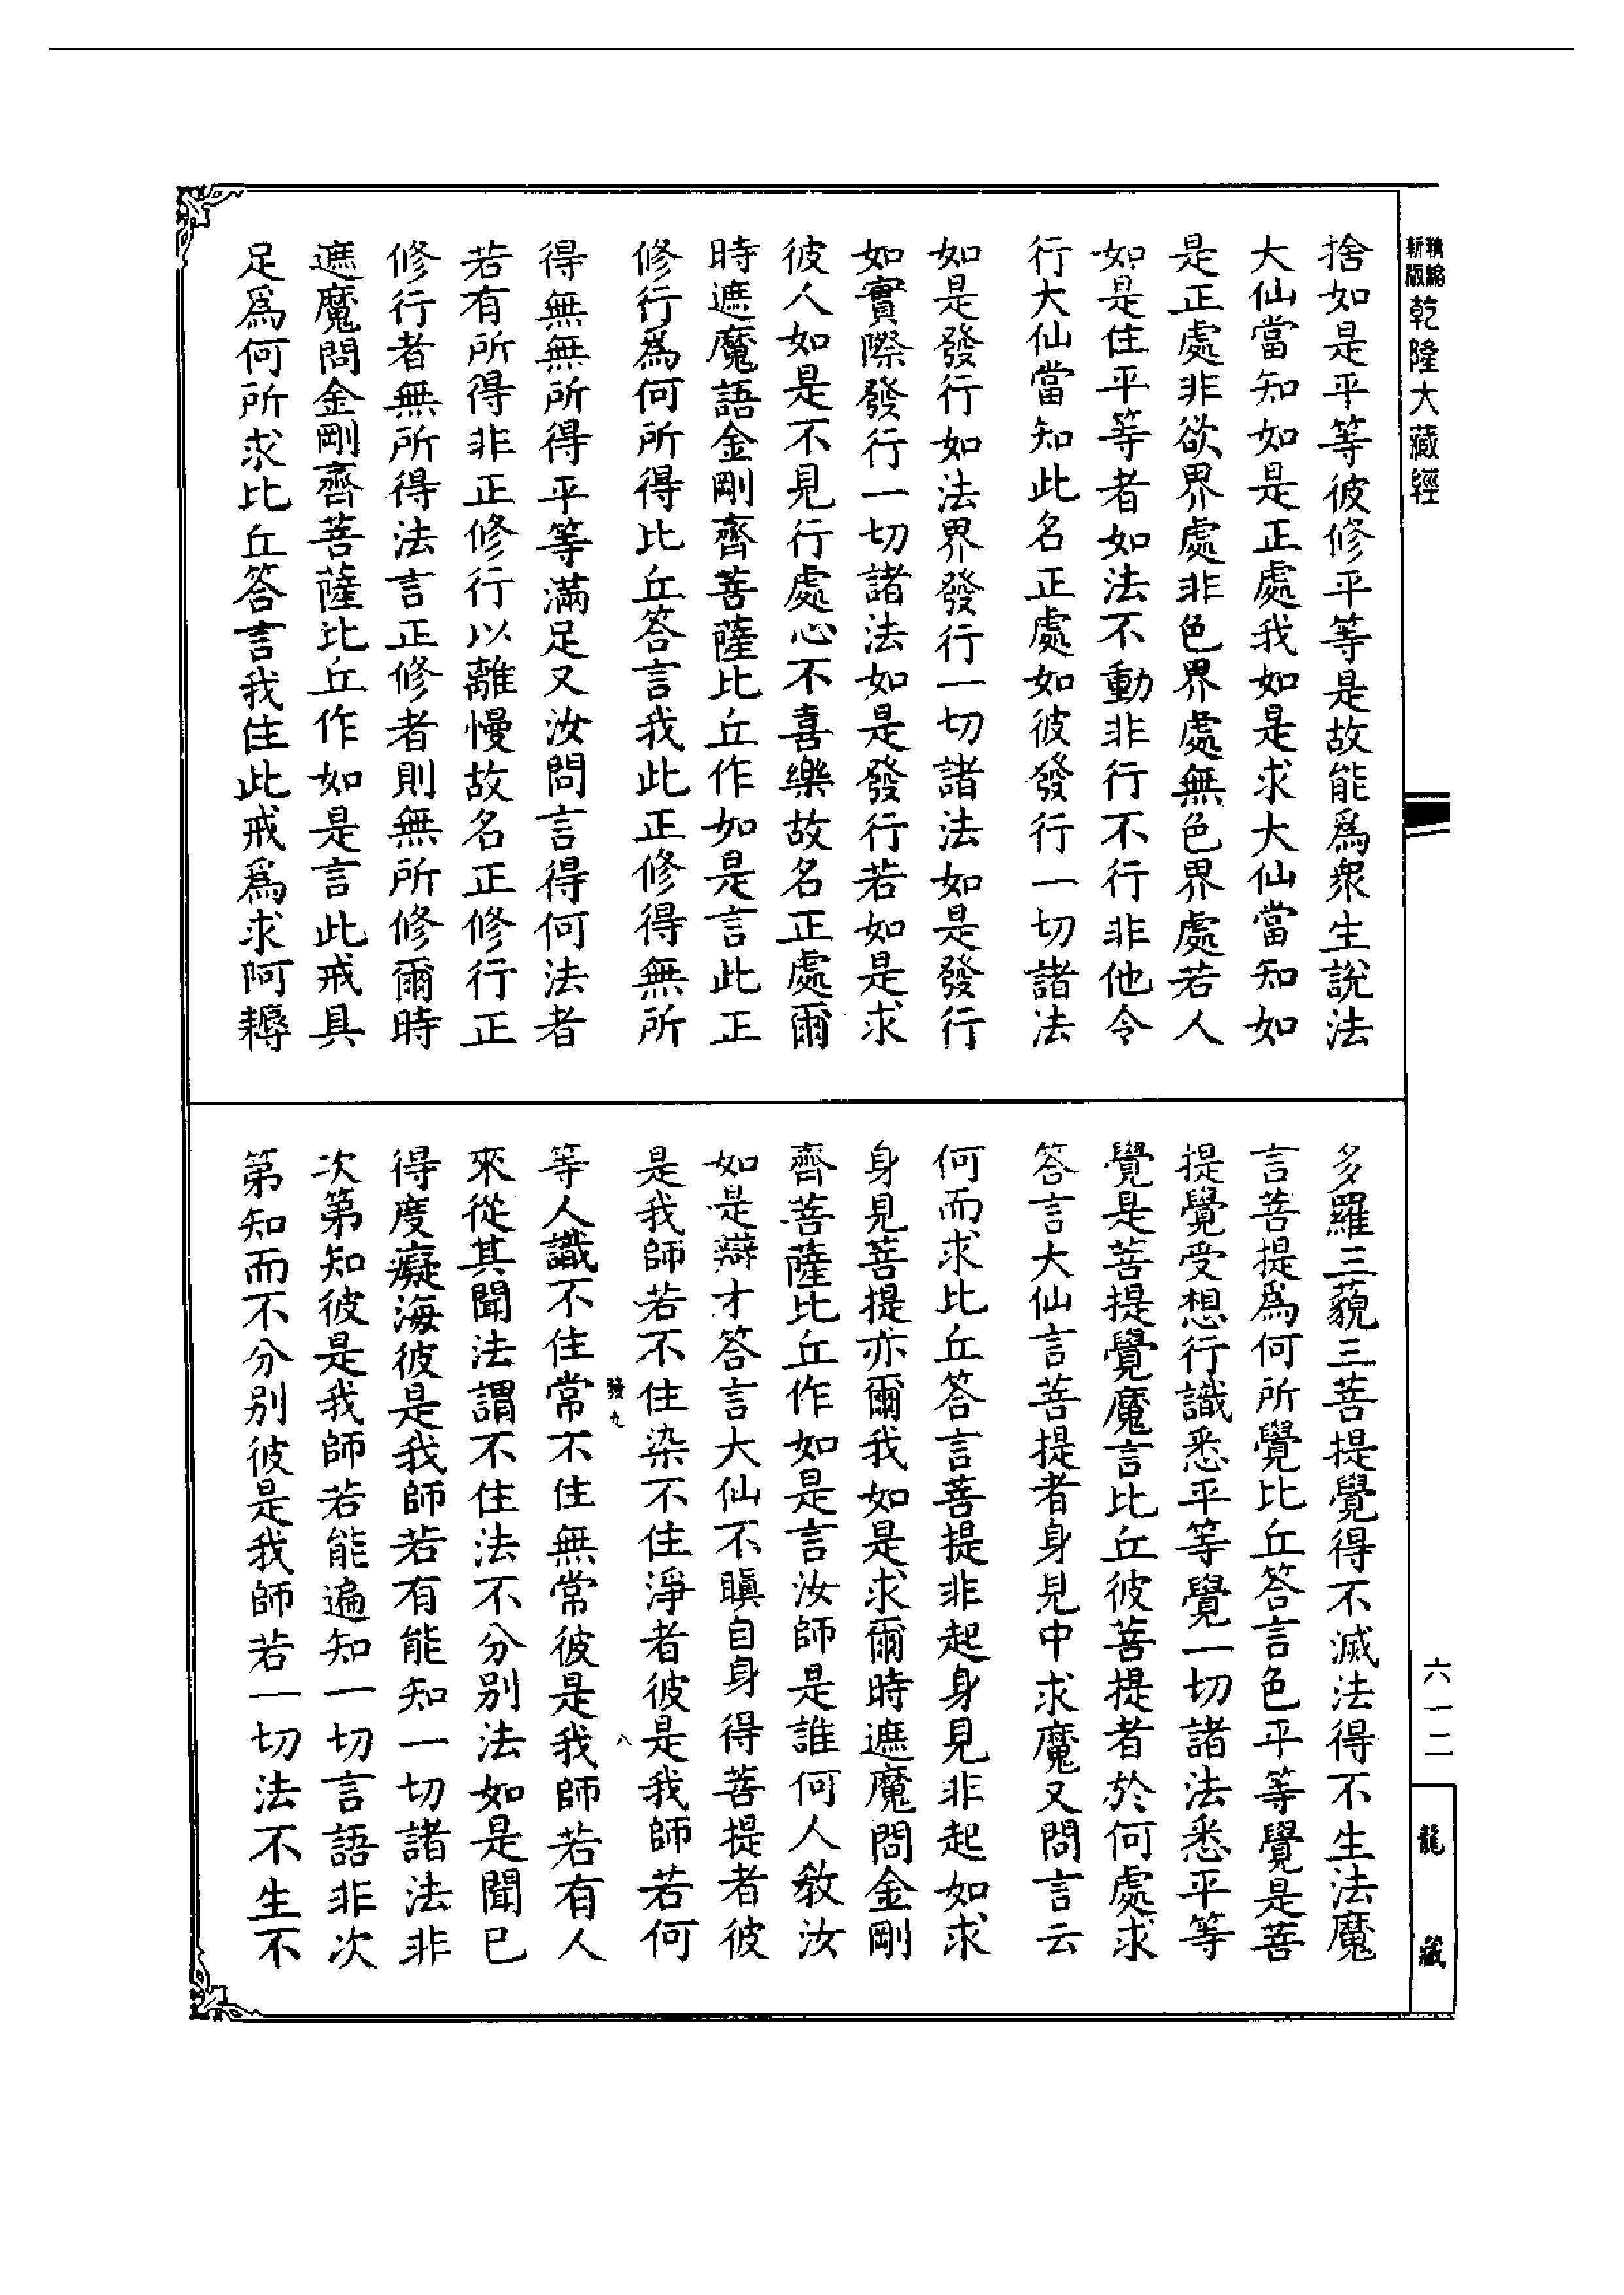 新版
乾隆大藏經
捨如是平等彼修平等是故能為衆生說法
大仙當知如是正處我如是求大仙當知如
是正處非欲界處非色界處無色界處若人
如是住平等者如法不動非行不行非他令
行大仙當知此名正處如彼發行一切諸法
如是發行如法界發行一切諸法如是發行
如實際發行一切諸法如是發行若如是求
彼人如是不見行處心不喜樂故名正處爾
時遮魔語金剛齊菩薩比丘作如是言此正
修行為何所得比丘答言我此正修得無所
得無無所得平等滿足又汝問言得何法者
若有所得非正修行以離慢故名正修行正
修行者無所得法言正修者則無所修爾時
遮魔問金剛齊菩薩比丘作如是言此戒具
足為何所求比丘答言我住此戒為求阿耨
多羅三藐三菩提覺得不滅法得不生法魔
言菩提為何所覺比丘答言色平等覺是菩
提覺受想行識悉平等覺一切諸法悉平等
覺是菩提覺魔言比丘彼菩提者於何處求
答言大仙言菩提者身見中求魔又問言云
何而求比丘答言菩提非起身見非起如求
身見菩提亦爾我如是求爾時遮魔問金剛
齊菩薩比丘作如是言汝師是誰何人教汝
如是辯才答言大仙不瞋自身得菩提者彼
是我師若不住染不住淨者彼是我師若何
發九
八
等人識不住常不住無常彼是我師若有人
來從其聞法謂不住法不分別法如是聞已
得度癡海彼是我師若有能知一切諸法非
次第知彼是我師若能遍知一切言語非次
第知而不分別彼是我師若一切法不生不
六一二
龍藏